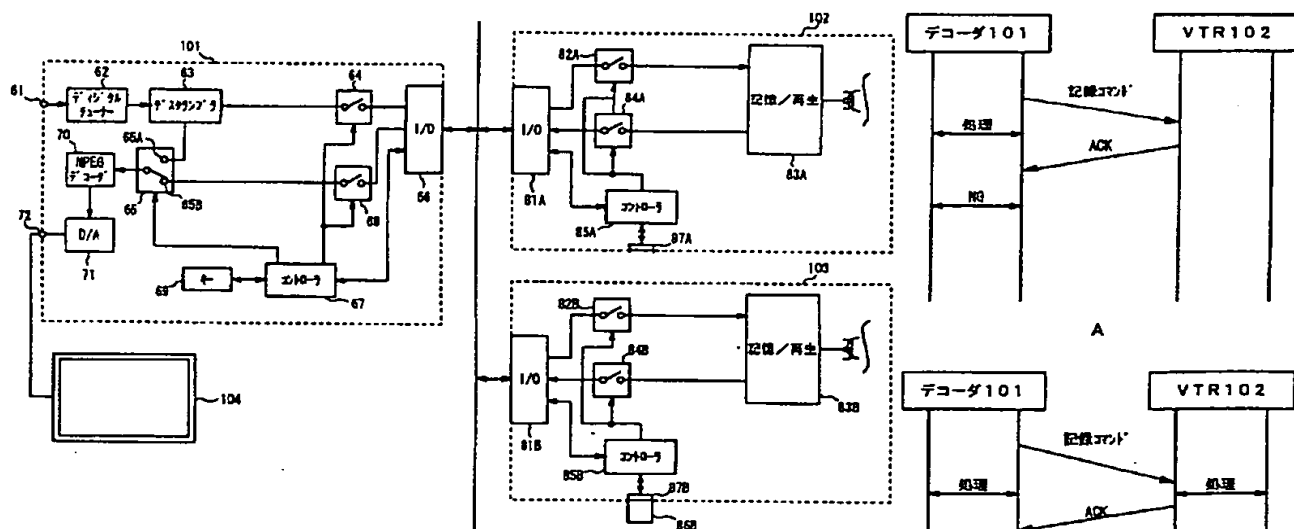 101
61
62
ディジタル
チューナー
63
デスクランブラ
64
I/O
66
70
MPEG
デコーダ
65A
65B
65
68
72
D/A
71
69
キー
コントローラ
67
104
102
82A
84A
I/O
81A
記憶/再生
83A
コントローラ
85A
87A
103
82B
84B
I/O
81B
記憶/再生
83B
コントローラ
85B
87B
86B
デコーダ101
VTR102
記録コマンド
処理
ACK
NG
A
デコーダ101
VTR102
記録コマンド
処理
処理
ACK